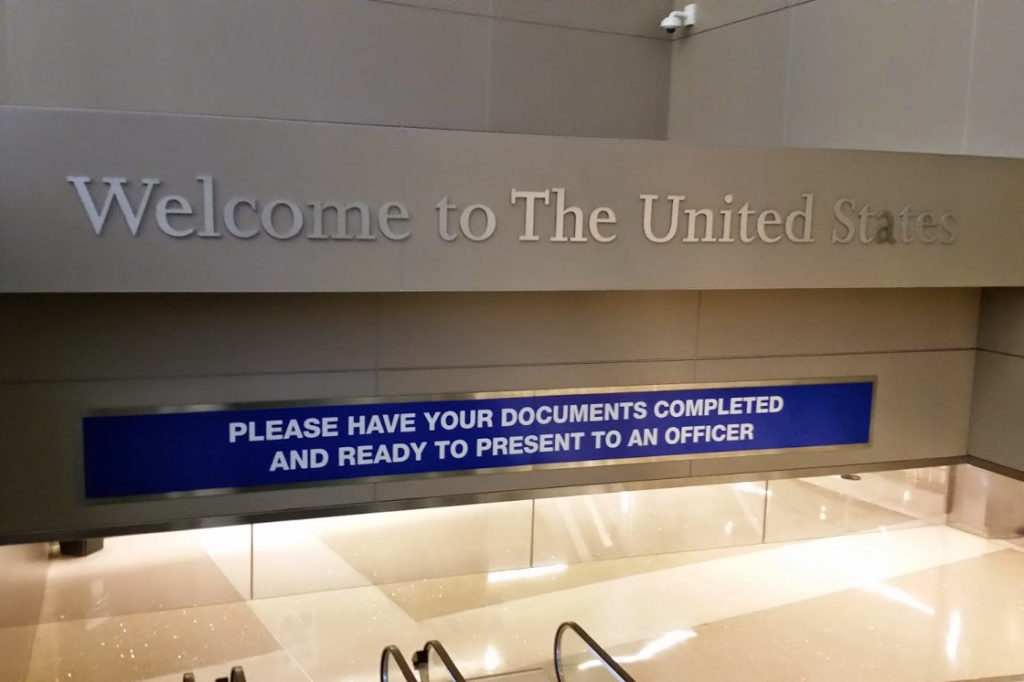 Welcome to The United States
PLEASE HAVE YOUR DOCUMENTS COMPLETED
AND READY TO PRESENT TO AN OFFICER